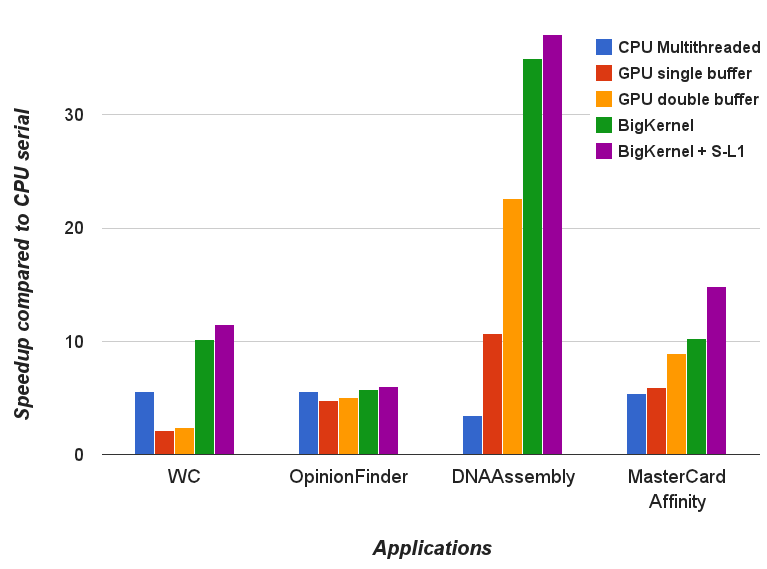 CPU Multithreaded
GPU single buffer
GPU double buffer
BigKernel
BigKernel + S-L1
30
20
10
0
Speedup compared to CPU serial
WC
OpinionFinder
DNAAssembly
MasterCard
Affinity
Applications